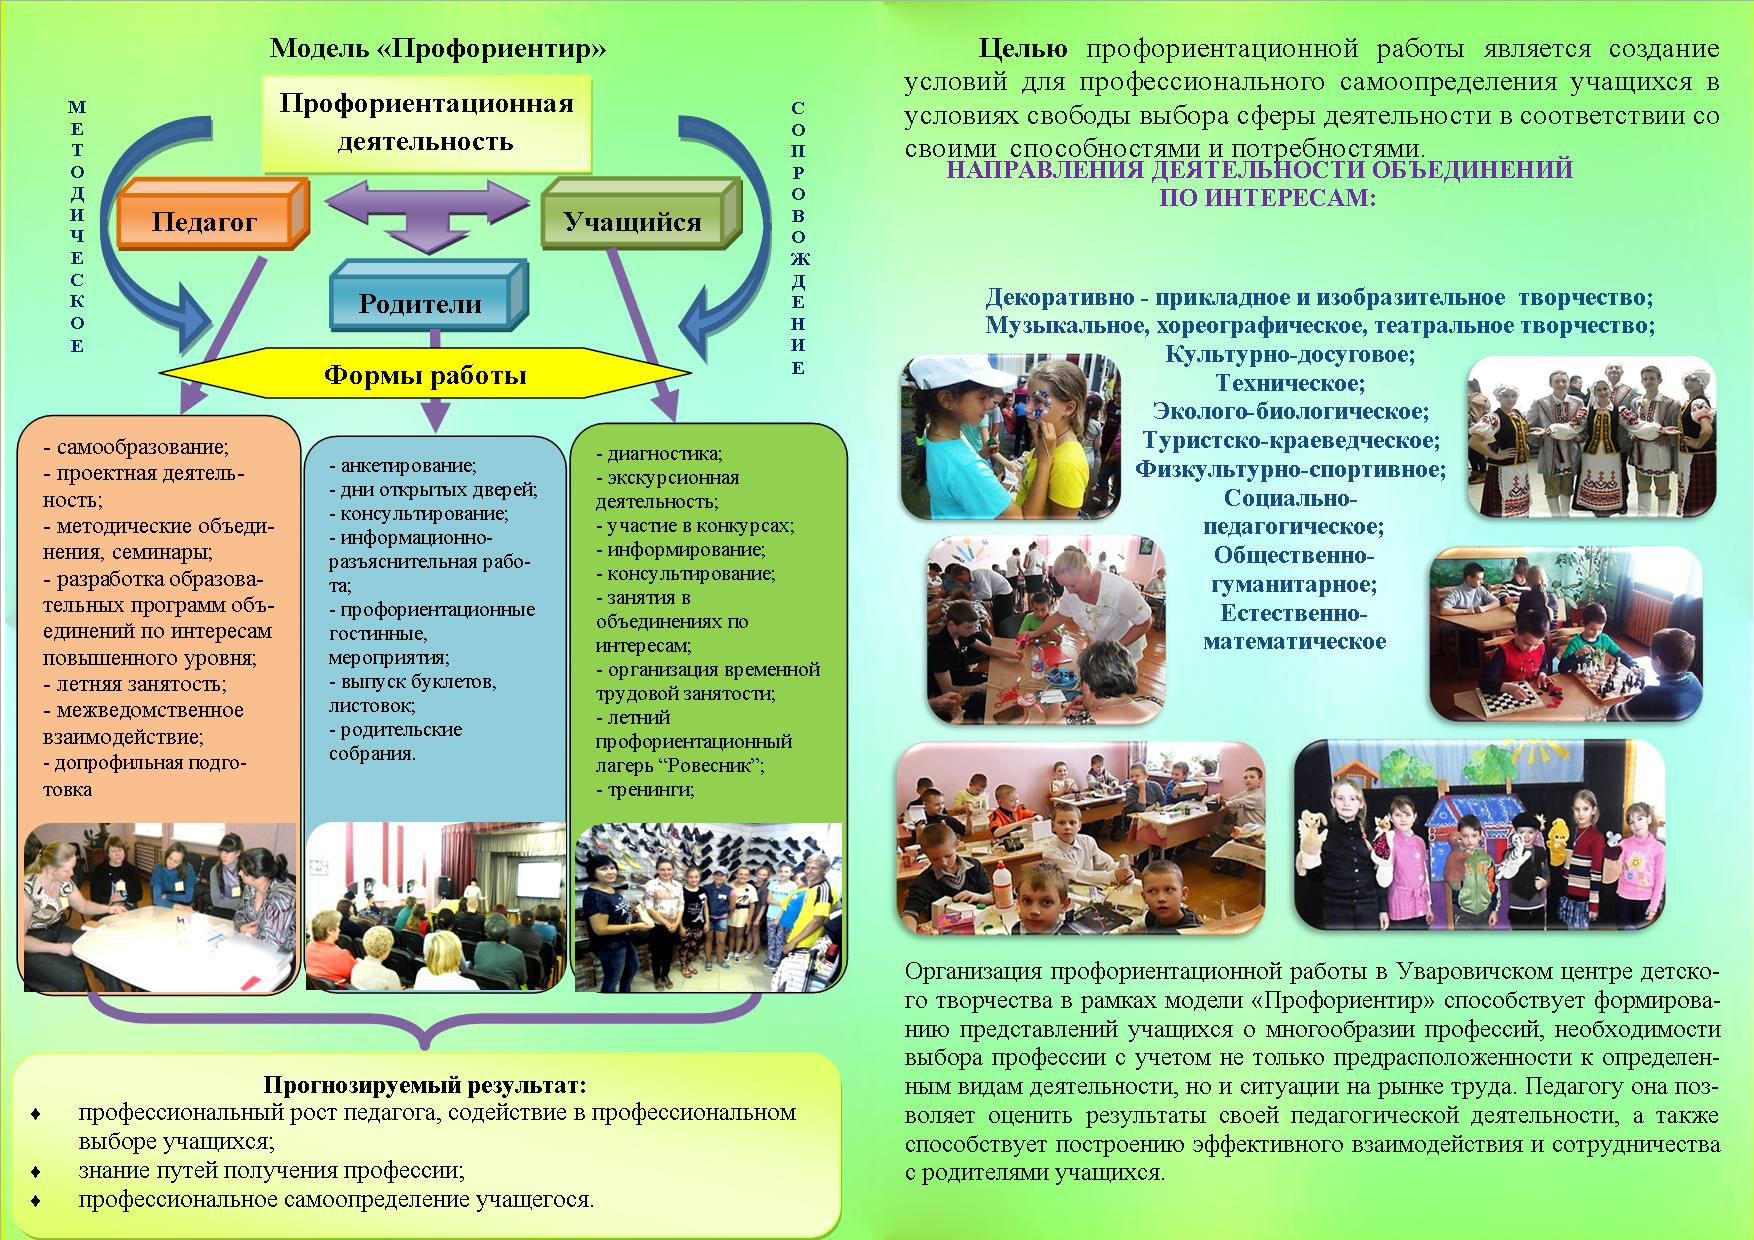 Модель «Профориентир»
Профориентационная
деятельность
МЕТОДИЧЕСКОЕ
СОПРОВОЖДЕНИЕ
Педагог
Учащийся
Родители
Формы работы
- самообразование;
- проектная деятель-
ность;
- методические объеди-
нения, семинары;
- разработка образова-
тельных программ объ-
единений по интересам
повышенного уровня;
- летняя занятость;
- межведомственное
взаимодействие;
- допрофильная подго-
товка
- анкетирование;
- дни открытых дверей;
- консультирование;
- информационно-
разъяснительная рабо-
та;
- профориентационные
гостинные,
мероприятия;
- выпуск буклетов,
листовок;
- родительские
собрания.
- диагностика;
- экскурсионная
деятельность;
- участие в конкурсах;
- информирование;
- консультирование;
- занятия в
объединениях по
интересам;
- организация временной
трудовой занятости;
- летний
профориентационный
лагерь “Ровесник”;
- тренинги;
Прогнозируемый результат:
♦ профессиональный рост педагога, содействие в профессиональном
выборе учащихся;
♦ знание путей получения профессии;
♦ профессиональное самоопределение учащегося.
Целью профориентационной работы является создание
условий для профессионального самоопределения учащихся в
условиях свободы выбора сферы деятельности в соответствии со
своими способностями и потребностями.
НАПРАВЛЕНИЯ ДЕЯТЕЛЬНОСТИ ОБЪЕДИНЕНИЙ
ПО ИНТЕРЕСАМ:
Декоративно - прикладное и изобразительное творчество;
Музыкальное, хореографическое, театральное творчество;
Культурно-досуговое;
Техническое;
Эколого-биологическое;
Туристско-краеведческое;
Физкультурно-спортивное;
Социально-
педагогическое;
Общественно-
гуманитарное;
Естественно-
математическое
Организация профориентационной работы в Уваровичском центре детско-
го творчества в рамках модели «Профориентир» способствует формирова-
нию представлений учащихся о многообразии профессий, необходимости
выбора профессии с учетом не только предрасположенности к определен-
ным видам деятельности, но и ситуации на рынке труда. Педагогу она поз-
воляет оценить результаты своей педагогической деятельности, а также
способствует построению эффективного взаимодействия и сотрудничества
с родителями учащихся.